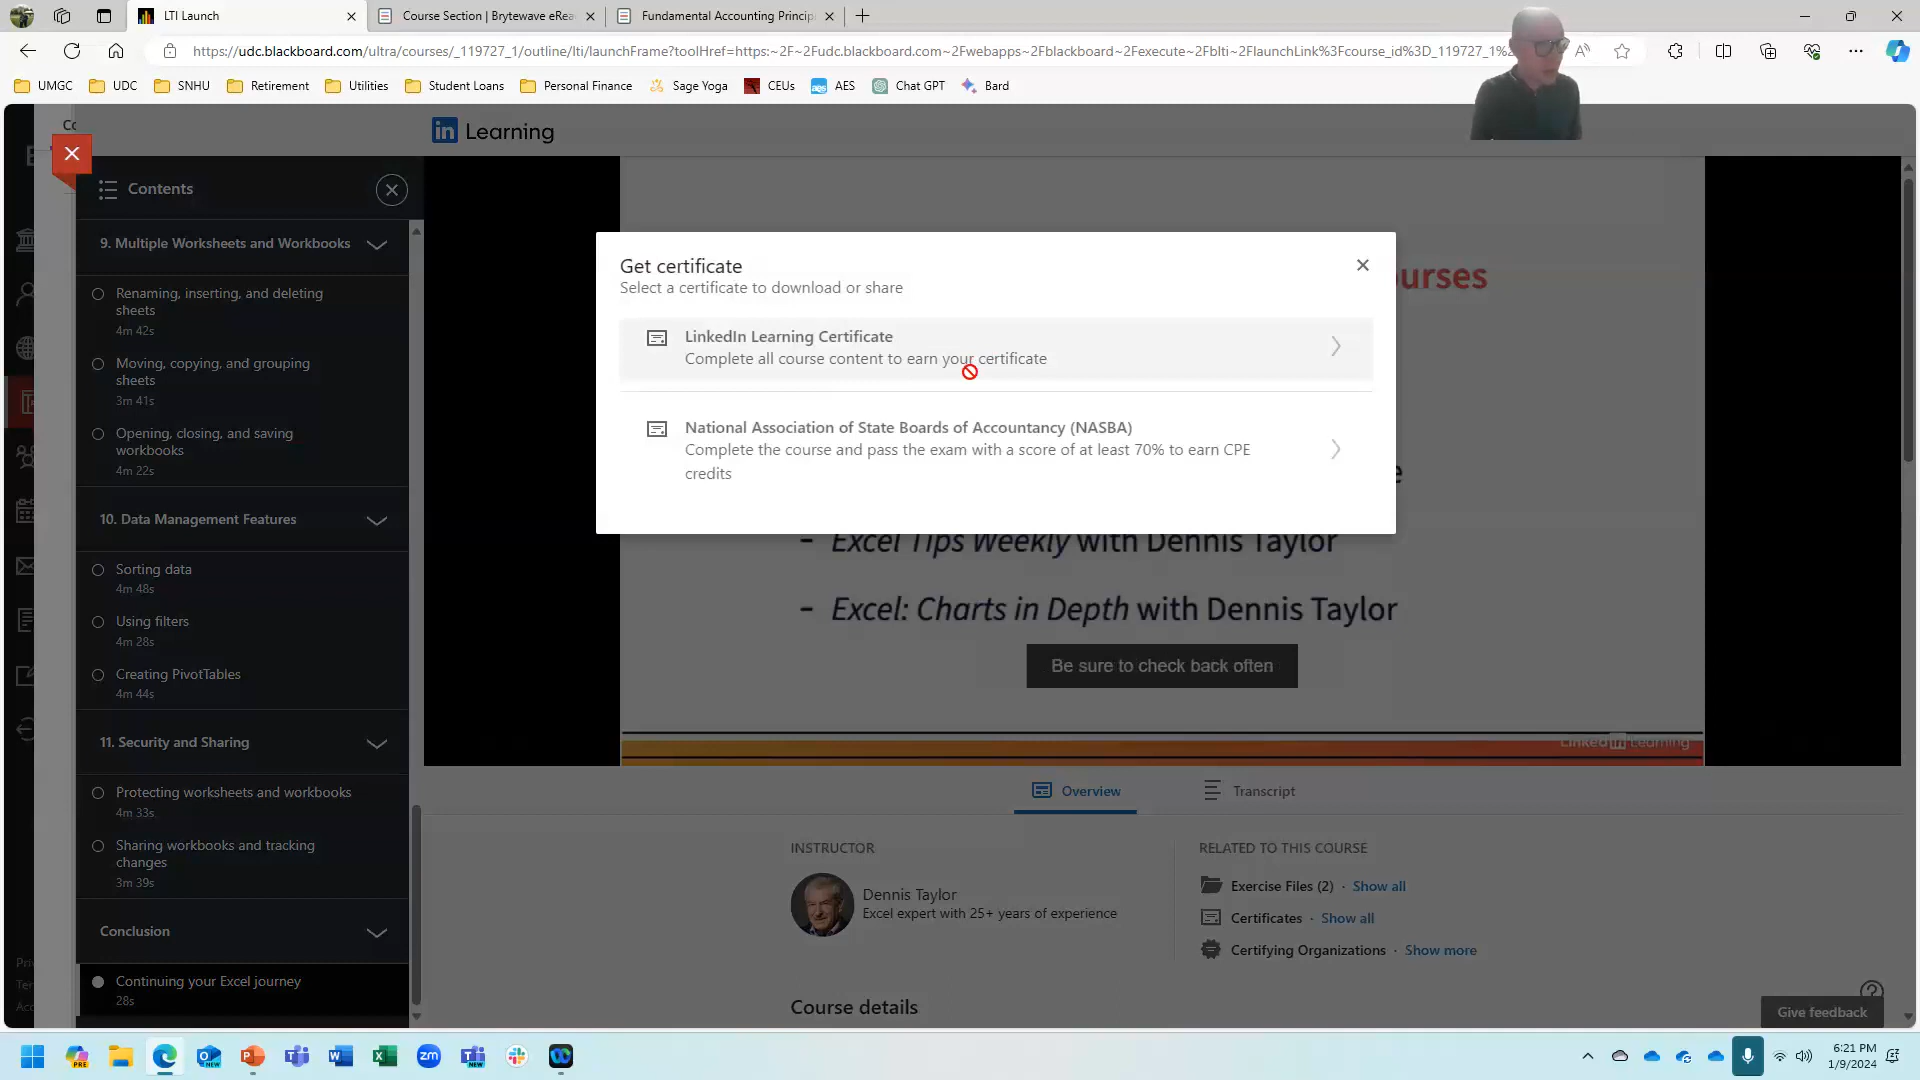 LTI Launch
Course Section | Brytewave eRea
Fundamental Accounting Princip
https://udc.blackboard.com/ultra/courses/_119727_1/outline/lti/launchFrame?toolHref=https:~2F~2Fudc.blackboard.com~2Fwebapps~2Fblackboard~2Fexecute~2Fblti~2FlaunchLink%3Fcourse_id%3D_119727_1%2
UMGC
UDC
SNHU
Retirement
Utilities
Student Loans
Personal Finance
Sage Yoga
CEUs
AES
Chat GPT
Bard
in Learning
Contents
9. Multiple Worksheets and Workbooks
Renaming, inserting, and deleting
sheets
4m 42s
Moving, copying, and grouping
sheets
3m 41s
Opening, closing, and saving
workbooks
4m 22s
10. Data Management Features
Sorting data
4m 48s
Using filters
4m 28s
Creating PivotTables
4m 44s
11. Security and Sharing
Protecting worksheets and workbooks
4m 33s
Sharing workbooks and tracking
changes
3m 39s
Conclusion
Continuing your Excel journey
28s
Get certificate
Select a certificate to download or share
LinkedIn Learning Certificate
Complete all course content to earn your certificate
National Association of State Boards of Accountancy (NASBA)
Complete the course and pass the exam with a score of at least 70% to earn CPE
credits
- Excel Tips Weekly with Dennis Taylor
- Excel: Charts in Depth with Dennis Taylor
Be sure to check back often
Linked in Learning
Overview
Transcript
INSTRUCTOR
Dennis Taylor
Excel expert with 25+ years of experience
RELATED TO THIS COURSE
Exercise Files (2) · Show all
Certificates · Show all
Certifying Organizations · Show more
Course details
Give feedback
6:21 PM
1/9/2024